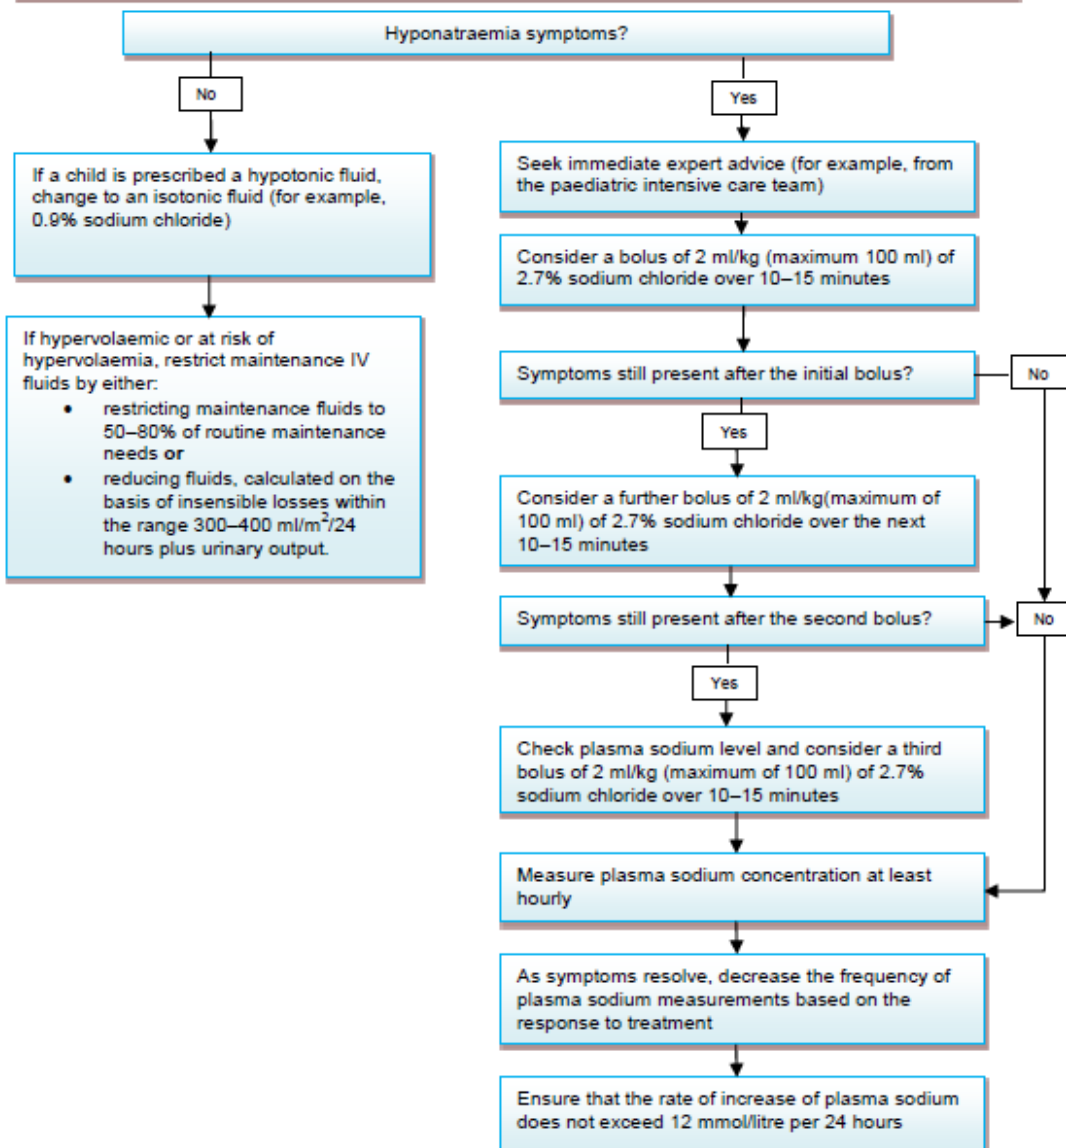 Hyponatraemia symptoms?
No
Yes
If a child is prescribed a hypotonic fluid,
change to an isotonic fluid (for example,
0.9% sodium chloride)
If hypervolaemic or at risk of
hypervolaemia, restrict maintenance IV
fluids by either:
• restricting maintenance fluids to
50–80% of routine maintenance
needs or
• reducing fluids, calculated on the
basis of insensible losses within
the range 300–400 ml/m²/24
hours plus urinary output.
Seek immediate expert advice (for example, from
the paediatric intensive care team)
Consider a bolus of 2 ml/kg (maximum 100 ml) of
2.7% sodium chloride over 10–15 minutes
Symptoms still present after the initial bolus?
No
Yes
Consider a further bolus of 2 ml/kg(maximum of
100 ml) of 2.7% sodium chloride over the next
10–15 minutes
Symptoms still present after the second bolus?
No
Yes
Check plasma sodium level and consider a third
bolus of 2 ml/kg (maximum of 100 ml) of 2.7%
sodium chloride over 10–15 minutes
Measure plasma sodium concentration at least
hourly
As symptoms resolve, decrease the frequency of
plasma sodium measurements based on the
response to treatment
Ensure that the rate of increase of plasma sodium
does not exceed 12 mmol/litre per 24 hours